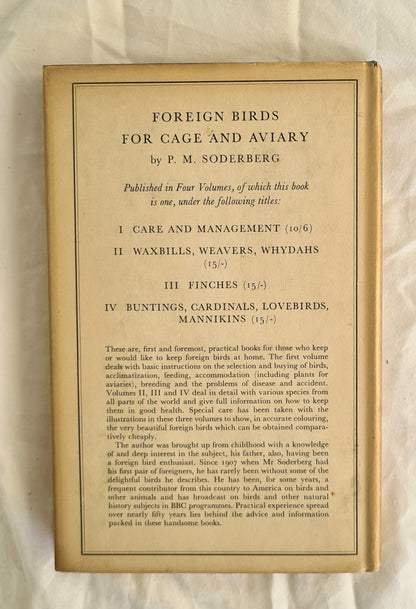 FOREIGN BIRDS
FOR CAGE AND AVIARY
by P. M. SODERBERG
Published in Four Volumes, of which this book
is one, under the following titles:
I CARE AND MANAGEMENT (10/6)
II WAXBILLS, WEAVERS, WHYDAHS
(15/-)
III FINCHES (15/-)
IV BUNTINGS, CARDINALS, LOVEBIRDS,
MANNIKINS (15/-)
These are, first and foremost, practical books for those who keep
or would like to keep foreign birds at home. The first volume
deals with basic instructions on the selection and buying of birds,
acclimatization, feeding, accommodation (including plants for
aviaries), breeding and the problems of disease and accident.
Volumes II, III and IV deal in detail with various species from
all parts of the world and give full information on how to keep
them in good health. Special care has been taken with the
illustrations in these three volumes to show, in accurate colouring,
the very beautiful foreign birds which can be obtained compara-
tively cheaply.
The author was brought up from childhood with a knowledge
of and deep interest in the subject, his father, also, having been
a foreign bird enthusiast. Since 1907 when Mr Soderberg had
his first pair of foreigners, he has rarely been without some of the
delightful birds he describes. He has been, for some years, a
frequent contributor from this country to America on birds and
other animals and has broadcast on birds and other natural
history subjects in BBC programmes. Practical experience spread
over nearly fifty years lies behind the advice and information
packed in these handsome books.